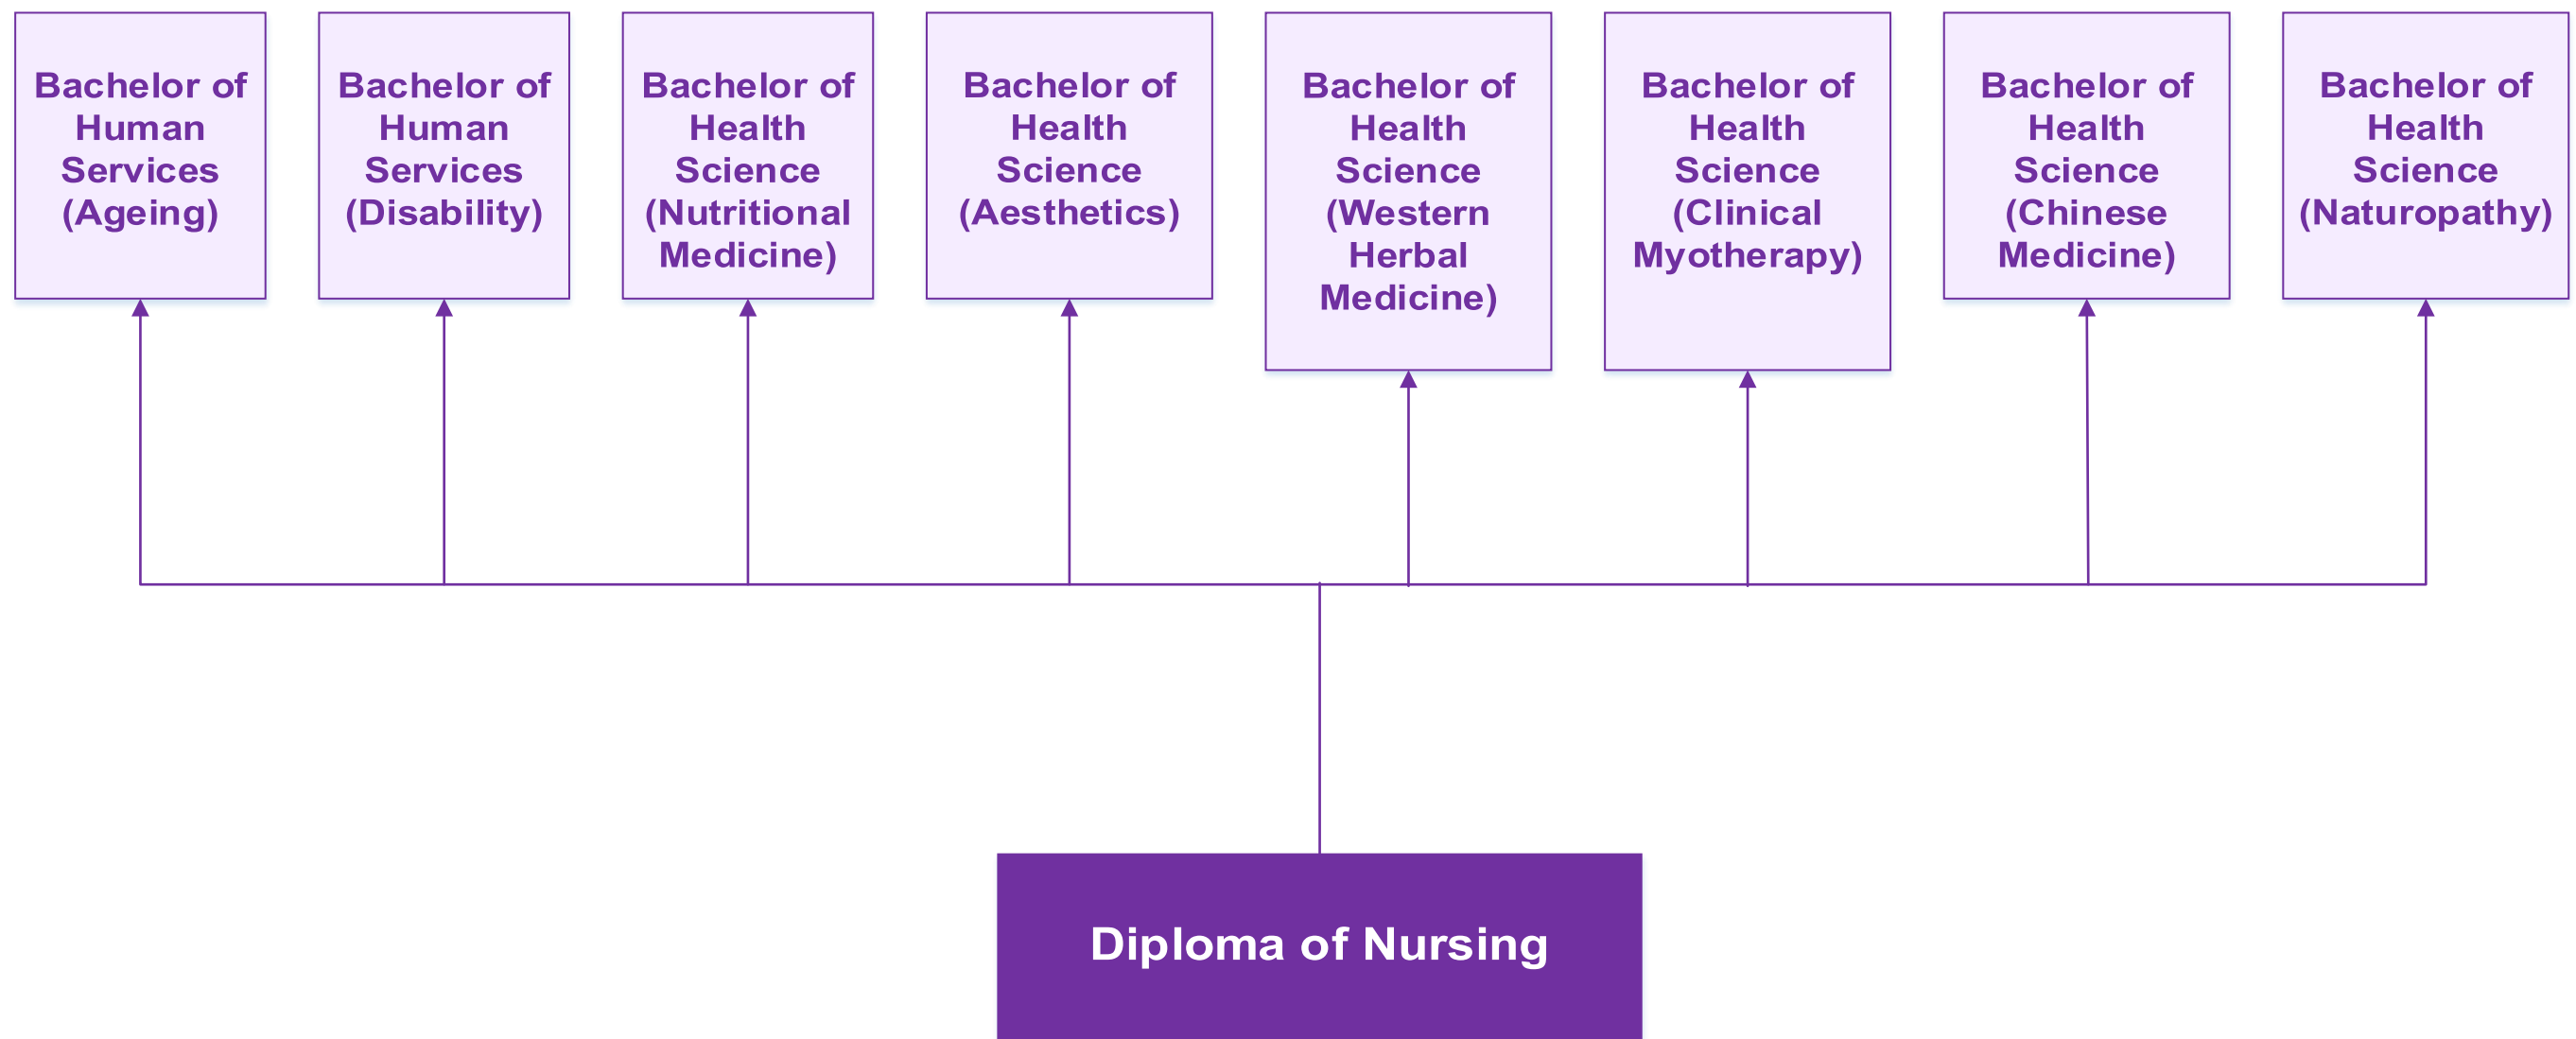 Bachelor of
Human
Services
(Ageing)
Bachelor of
Human
Services
(Disability)
Bachelor of
Health
Science
(Nutritional
Medicine)
Bachelor of
Health
Science
(Aesthetics)
Bachelor of
Health
Science
(Western
Herbal
Medicine)
Bachelor of
Health
Science
(Clinical
Myotherapy)
Bachelor of
Health
Science
(Chinese
Medicine)
Bachelor of
Health
Science
(Naturopathy)
Diploma of Nursing